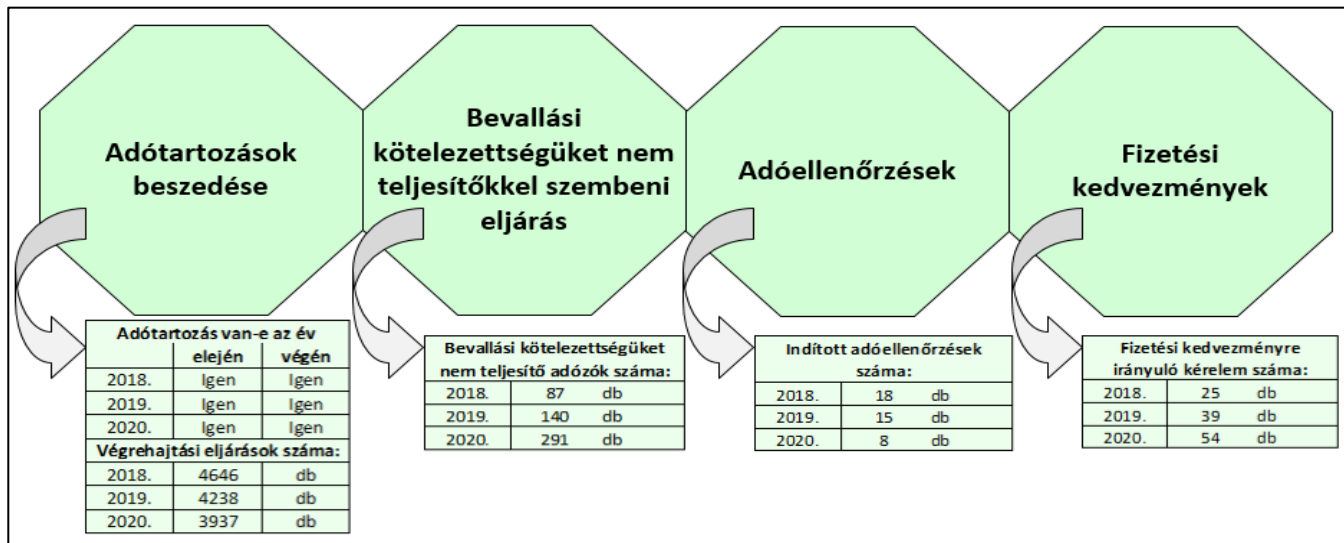 Adótartozások
beszedése
Bevallási
kötelezettségüket nem
teljesítőkkel szembeni
eljárás
Adóellenőrzések
Fizetési
kedvezmények
Adótartozás van-e az év
elején végén
2018. Igen Igen
2019. Igen Igen
2020. Igen Igen
Végrehajtási eljárások száma:
2018. 4646 db
2019. 4238 db
2020. 3937 db
Bevallási kötelezettségüket
nem teljesítő adózók száma:
2018. 87 db
2019. 140 db
2020. 291 db
Indított adóellenőrzések
száma:
2018. 18 db
2019. 15 db
2020. 8 db
Fizetési kedvezményre
irányuló kérelem száma:
2018. 25 db
2019. 39 db
2020. 54 db